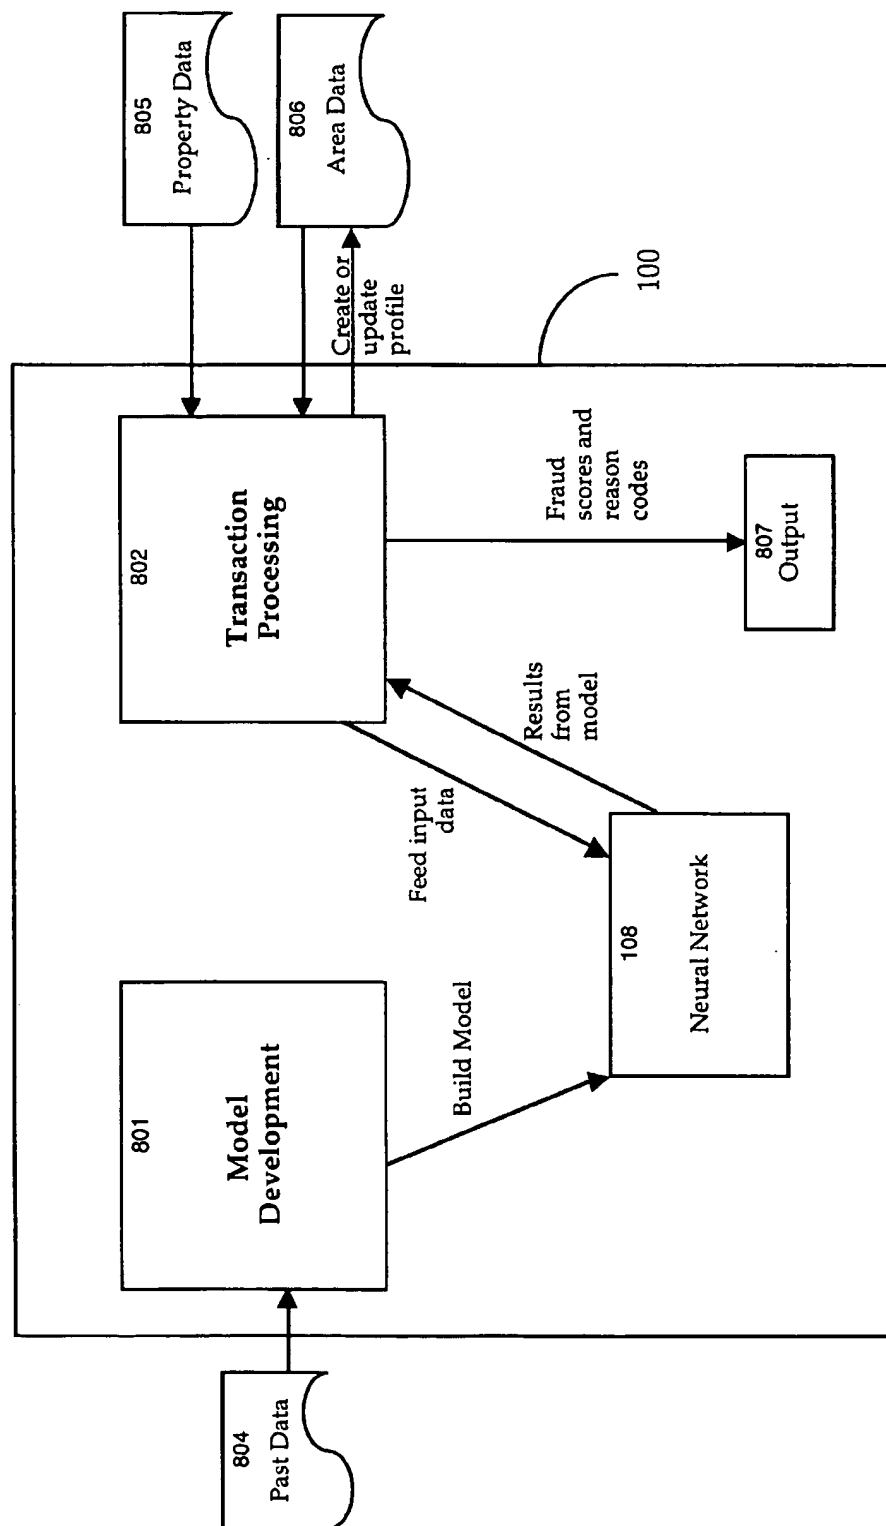 804
Past Data
801
Model
Development
Build Model
108
Neural Network
Feed input
data
Results
from
model
802
Transaction
Processing
Fraud
scores and
reason
codes
807
Output
805
Property Data
806
Area Data
Create or
update
profile
100